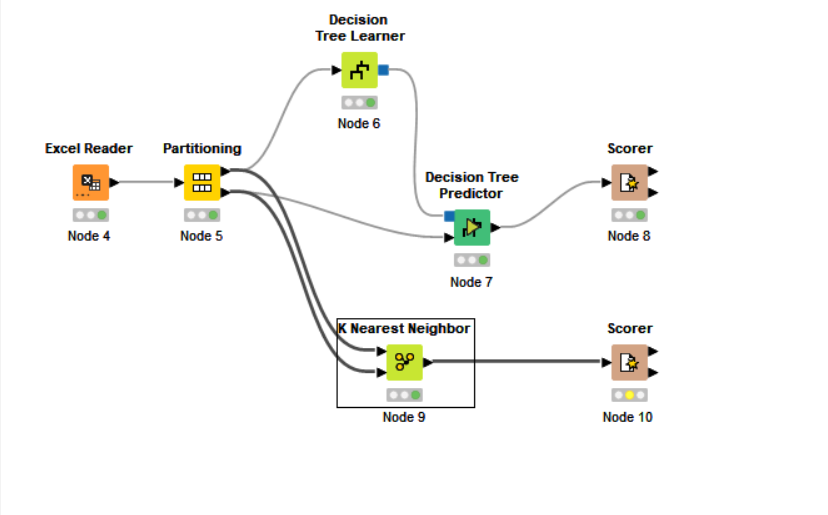 Decision
Tree Learner
Node 6
Excel Reader
Partitioning
Scorer
Decision Tree
Predictor
Node 4
Node 5
Node 8
Node 7
K Nearest Neighbor
Scorer
Node 9
Node 10